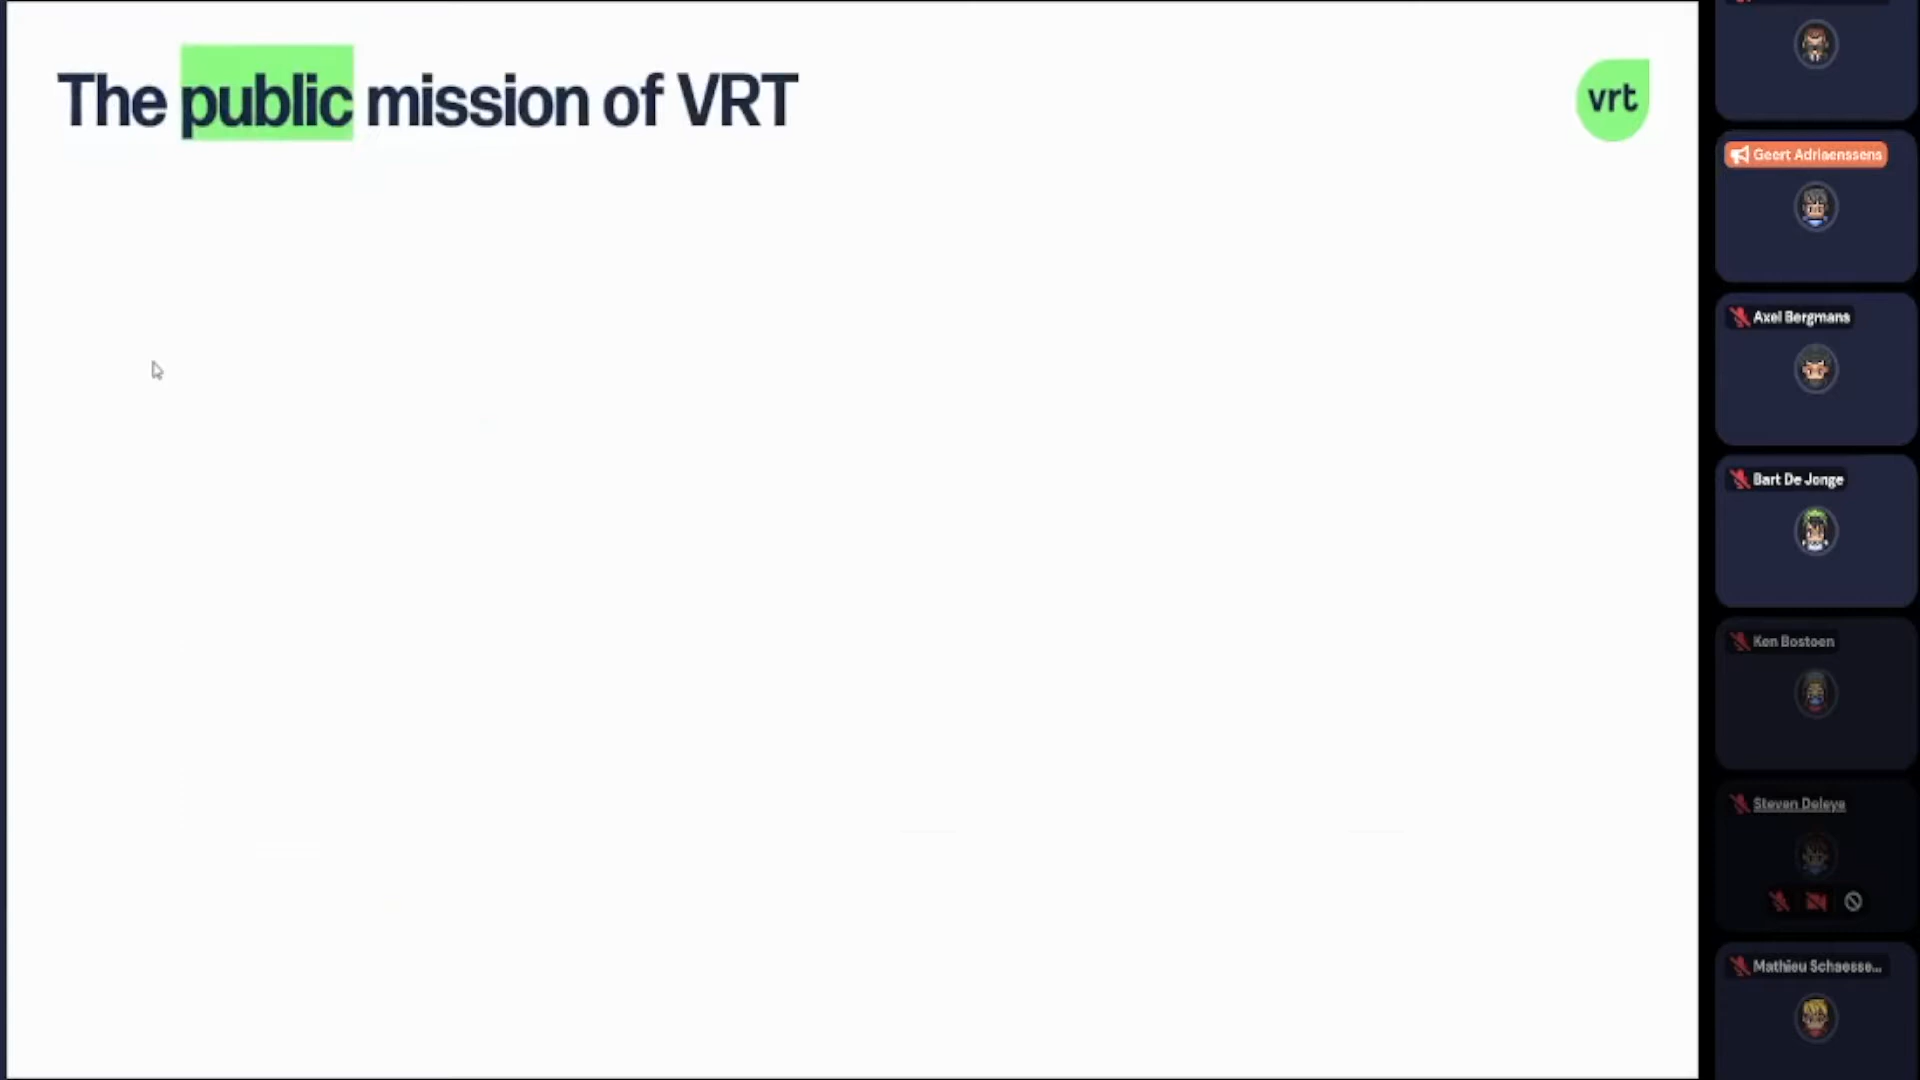 The public mission of VRT
vrt
Geert Adriaenssens
Axel Bergmans
Bart De Jonge
Ken Bostoen
Steven Deleye
Mathieu Schaesse...